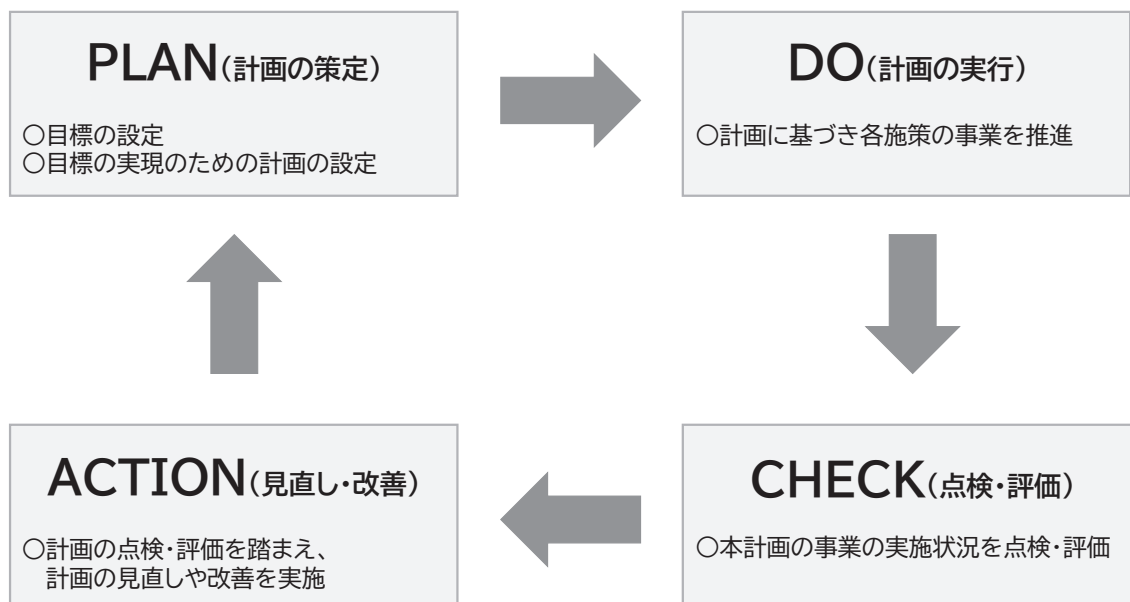 PLAN(計画の策定)
○目標の設定
○目標の実現のための計画の設定
DO(計画の実行)
○計画に基づき各施策の事業を推進
ACTION(見直し・改善)
○計画の点検・評価を踏まえ、
計画の見直しや改善を実施
CHECK(点検・評価)
○本計画の事業の実施状況を点検・評価